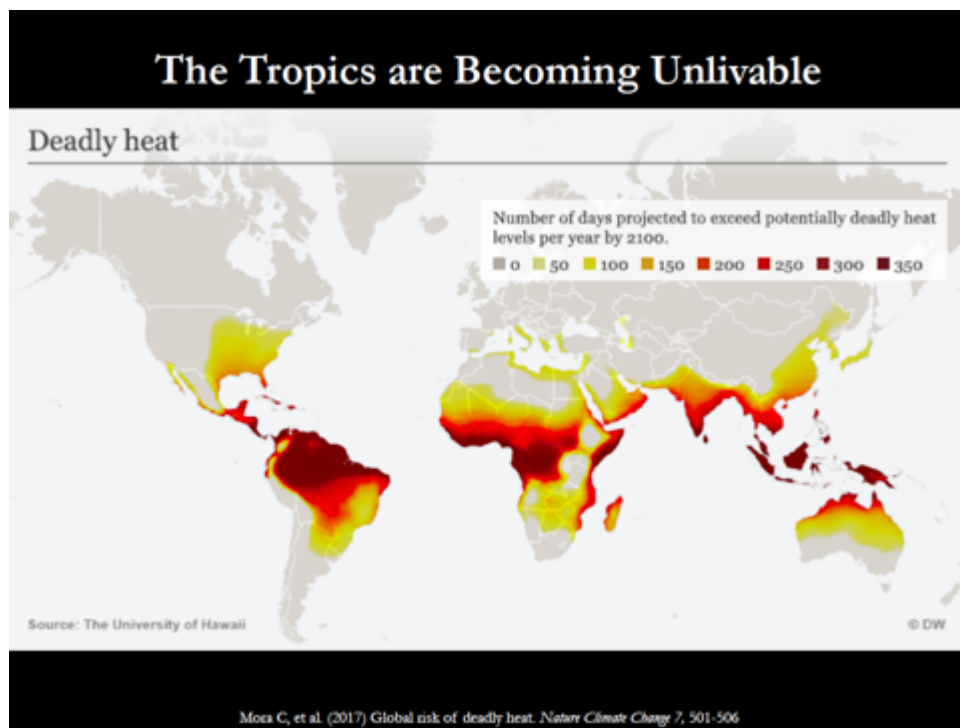 The Tropics are Becoming Unlivable
Deadly heat
Number of days projected to exceed potentially deadly heat
levels per year by 2100.
0 50 100 150 200 250 300 350
Source: The University of Hawaii
© DW
Mora C, et al. (2017) Global risk of deadly heat. Nature Climate Change 7, 501-506